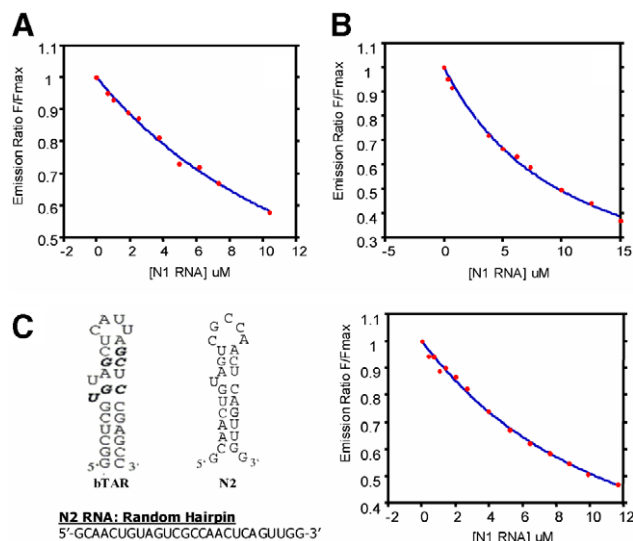 A
Emission Ratio F/Fmax
1.1
1
0.9
0.8
0.7
0.6
0.5
-2 0 2 4 6 8 10 12
[N1 RNA] uM
B
Emission Ratio F/Fmax
1.1
1
0.9
0.8
0.7
0.6
0.5
0.4
0.3
-5 0 5 10 15
[N1 RNA] uM
C
bTAR
5'
3'
N2
5'
3'
N2 RNA: Random Hairpin
5'-GCAACUGUAGUCGCCAACUCAGUUGG-3'
Emission Ratio F/Fmax
1.1
1
0.9
0.8
0.7
0.6
0.5
0.4
-2 0 2 4 6 8 10 12
[N1 RNA] uM